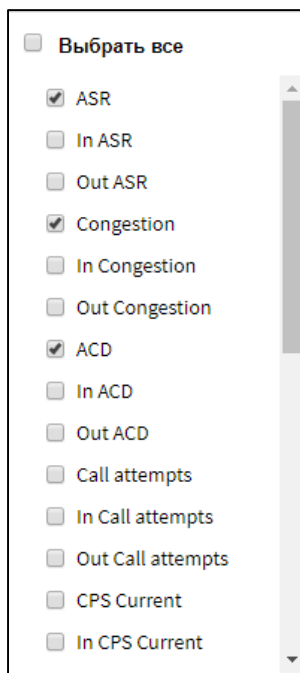 Выбрать все
ASR
In ASR
Out ASR
Congestion
In Congestion
Out Congestion
ACD
In ACD
Out ACD
Call attempts
In Call attempts
Out Call attempts
CPS Current
In CPS Current